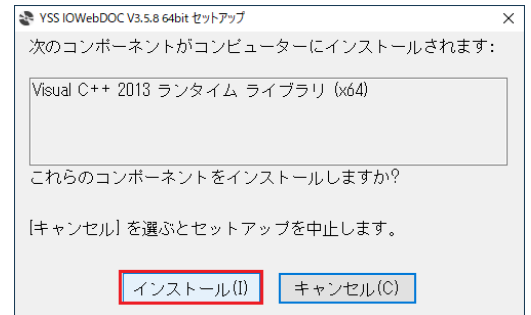 YSS IOWebDOC V3.5.8 64bit セットアップ
次のコンポーネントがコンピューターにインストールされます:
Visual C++ 2013 ランタイム ライブラリ (x64)
これらのコンポーネントをインストールしますか?
[キャンセル] を選ぶとセットアップを中止します。
インストール(I) キャンセル(C)